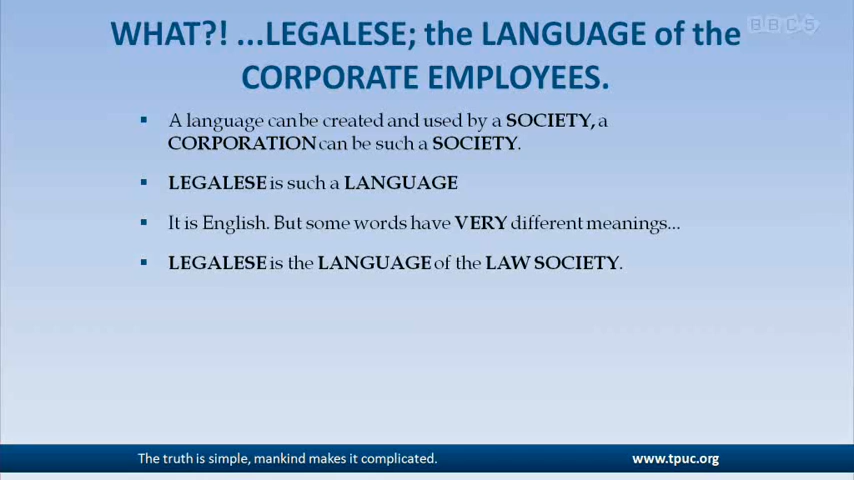 BBC5
WHAT?! ...LEGALESE; the LANGUAGE of the
CORPORATE EMPLOYEES.
▪ A language can be created and used by a SOCIETY, a
CORPORATION can be such a SOCIETY.
▪ LEGALESE is such a LANGUAGE
▪ It is English. But some words have VERY different meanings...
▪ LEGALESE is the LANGUAGE of the LAW SOCIETY.
The truth is simple, mankind makes it complicated.
www.tpuc.org